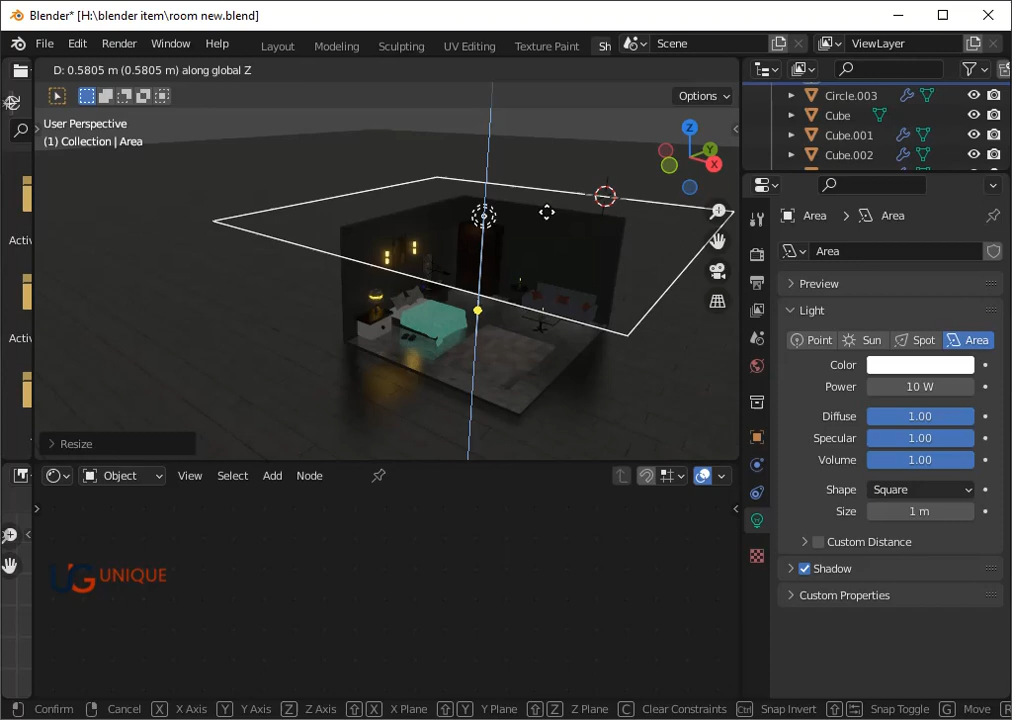 Blender* [H:\blender item\room new.blend]
File Edit Render Window Help Layout Modeling Sculpting UV Editing Texture Paint Sh Scene ViewLayer
D: 0.5805 m (0.5805 m) along global Z
Options
User Perspective
(1) Collection | Area
Z
Y
X
Circle.003
Cube
Cube.001
Cube.002
Area Area
Area
Preview
Light
Point Sun Spot Area
Color
Power 10 W
Diffuse 1.00
Specular 1.00
Volume 1.00
Shape Square
Size 1 m
Custom Distance
Shadow
Custom Properties
Activ
Activ
Resize
Object View Select Add Node
UG UNIQUE
Confirm Cancel X X Axis Y Y Axis Z Z Axis X X Plane Y Y Plane Z Z Plane C Clear Constraints Ctrl Snap Invert Snap Toggle G Move R